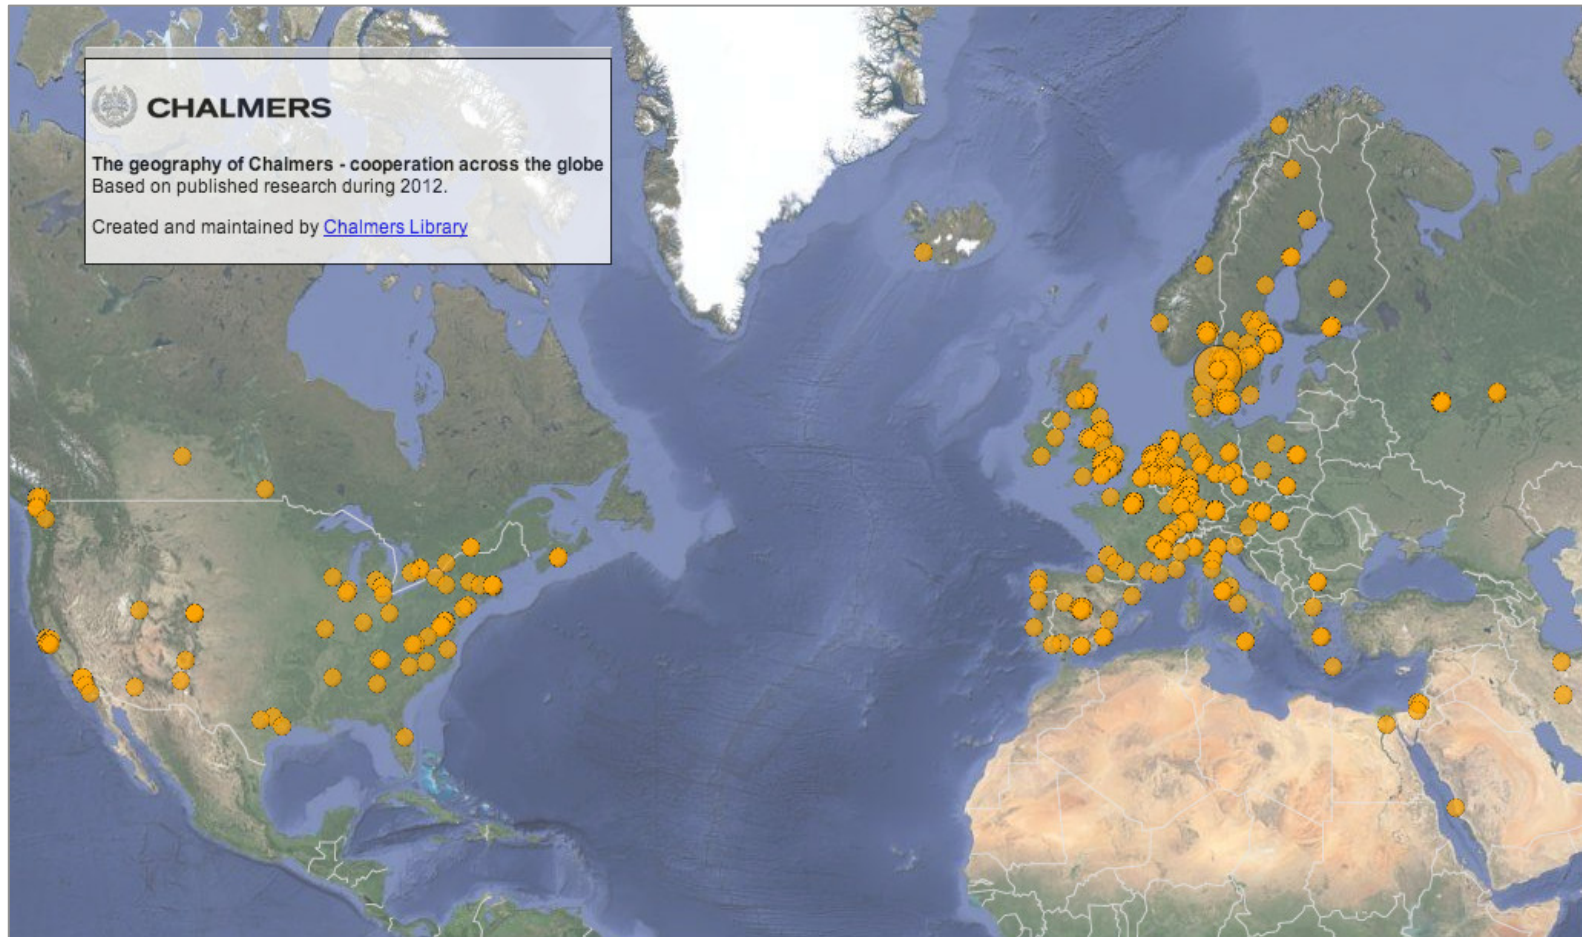 CHALMERS
The geography of Chalmers - cooperation across the globe
Based on published research during 2012.
Created and maintained by Chalmers Library